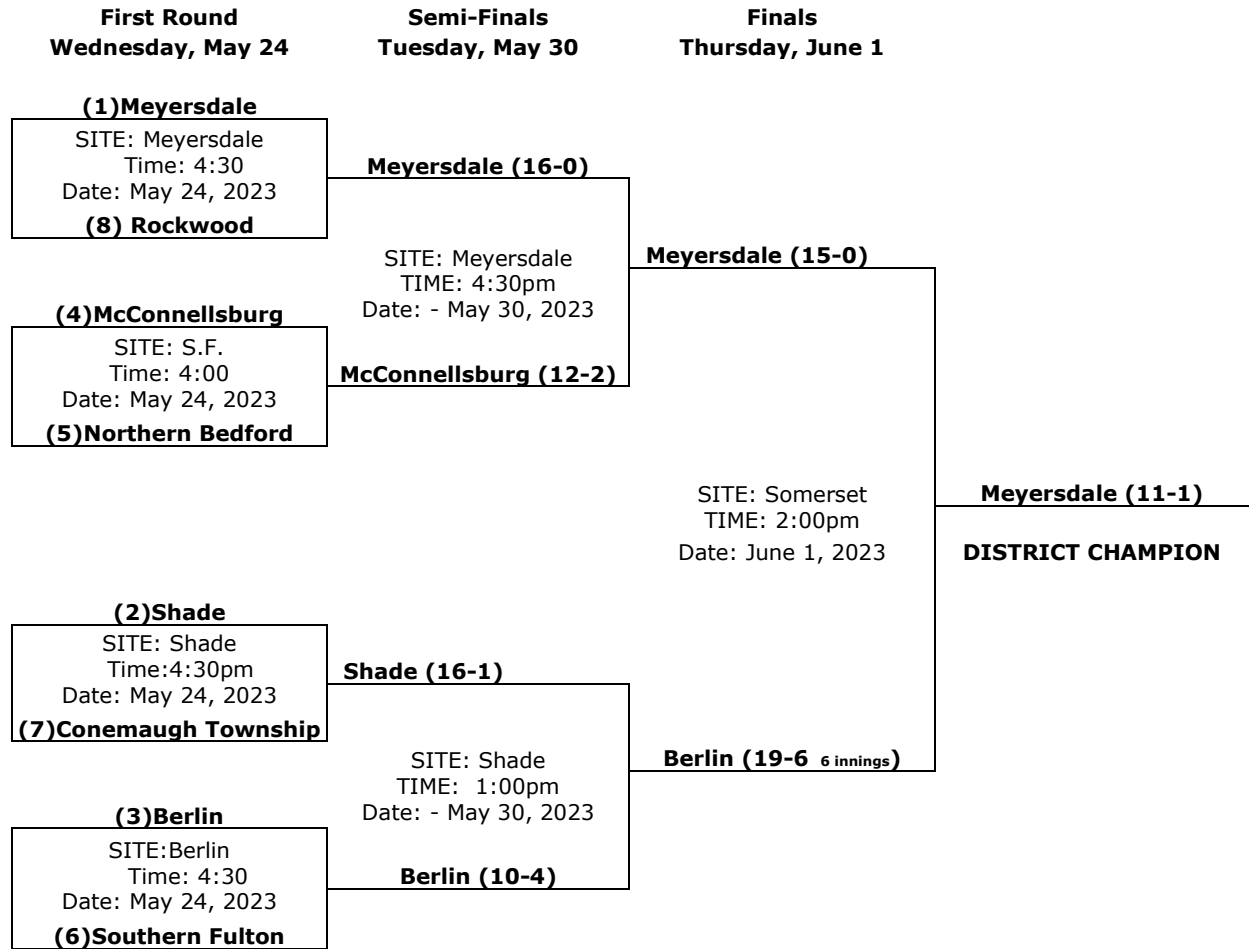 First Round
Wednesday, May 24
Semi-Finals
Tuesday, May 30
Finals
Thursday, June 1
(1)Meyersdale
SITE: Meyersdale
Time: 4:30
Date: May 24, 2023
(8) Rockwood
Meyersdale (16-0)
SITE: Meyersdale
TIME: 4:30pm
Date: - May 30, 2023
Meyersdale (15-0)
(4)McConnellsburg
SITE: S.F.
Time: 4:00
Date: May 24, 2023
(5)Northern Bedford
McConnellsburg (12-2)
SITE: Somerset
TIME: 2:00pm
Date: June 1, 2023
Meyersdale (11-1)
DISTRICT CHAMPION
(2)Shade
SITE: Shade
Time:4:30pm
Date: May 24, 2023
(7)Conemaugh Township
Shade (16-1)
SITE: Shade
TIME: 1:00pm
Date: - May 30, 2023
Berlin (19-6 6 innings)
(3)Berlin
SITE:Berlin
Time: 4:30
Date: May 24, 2023
(6)Southern Fulton
Berlin (10-4)